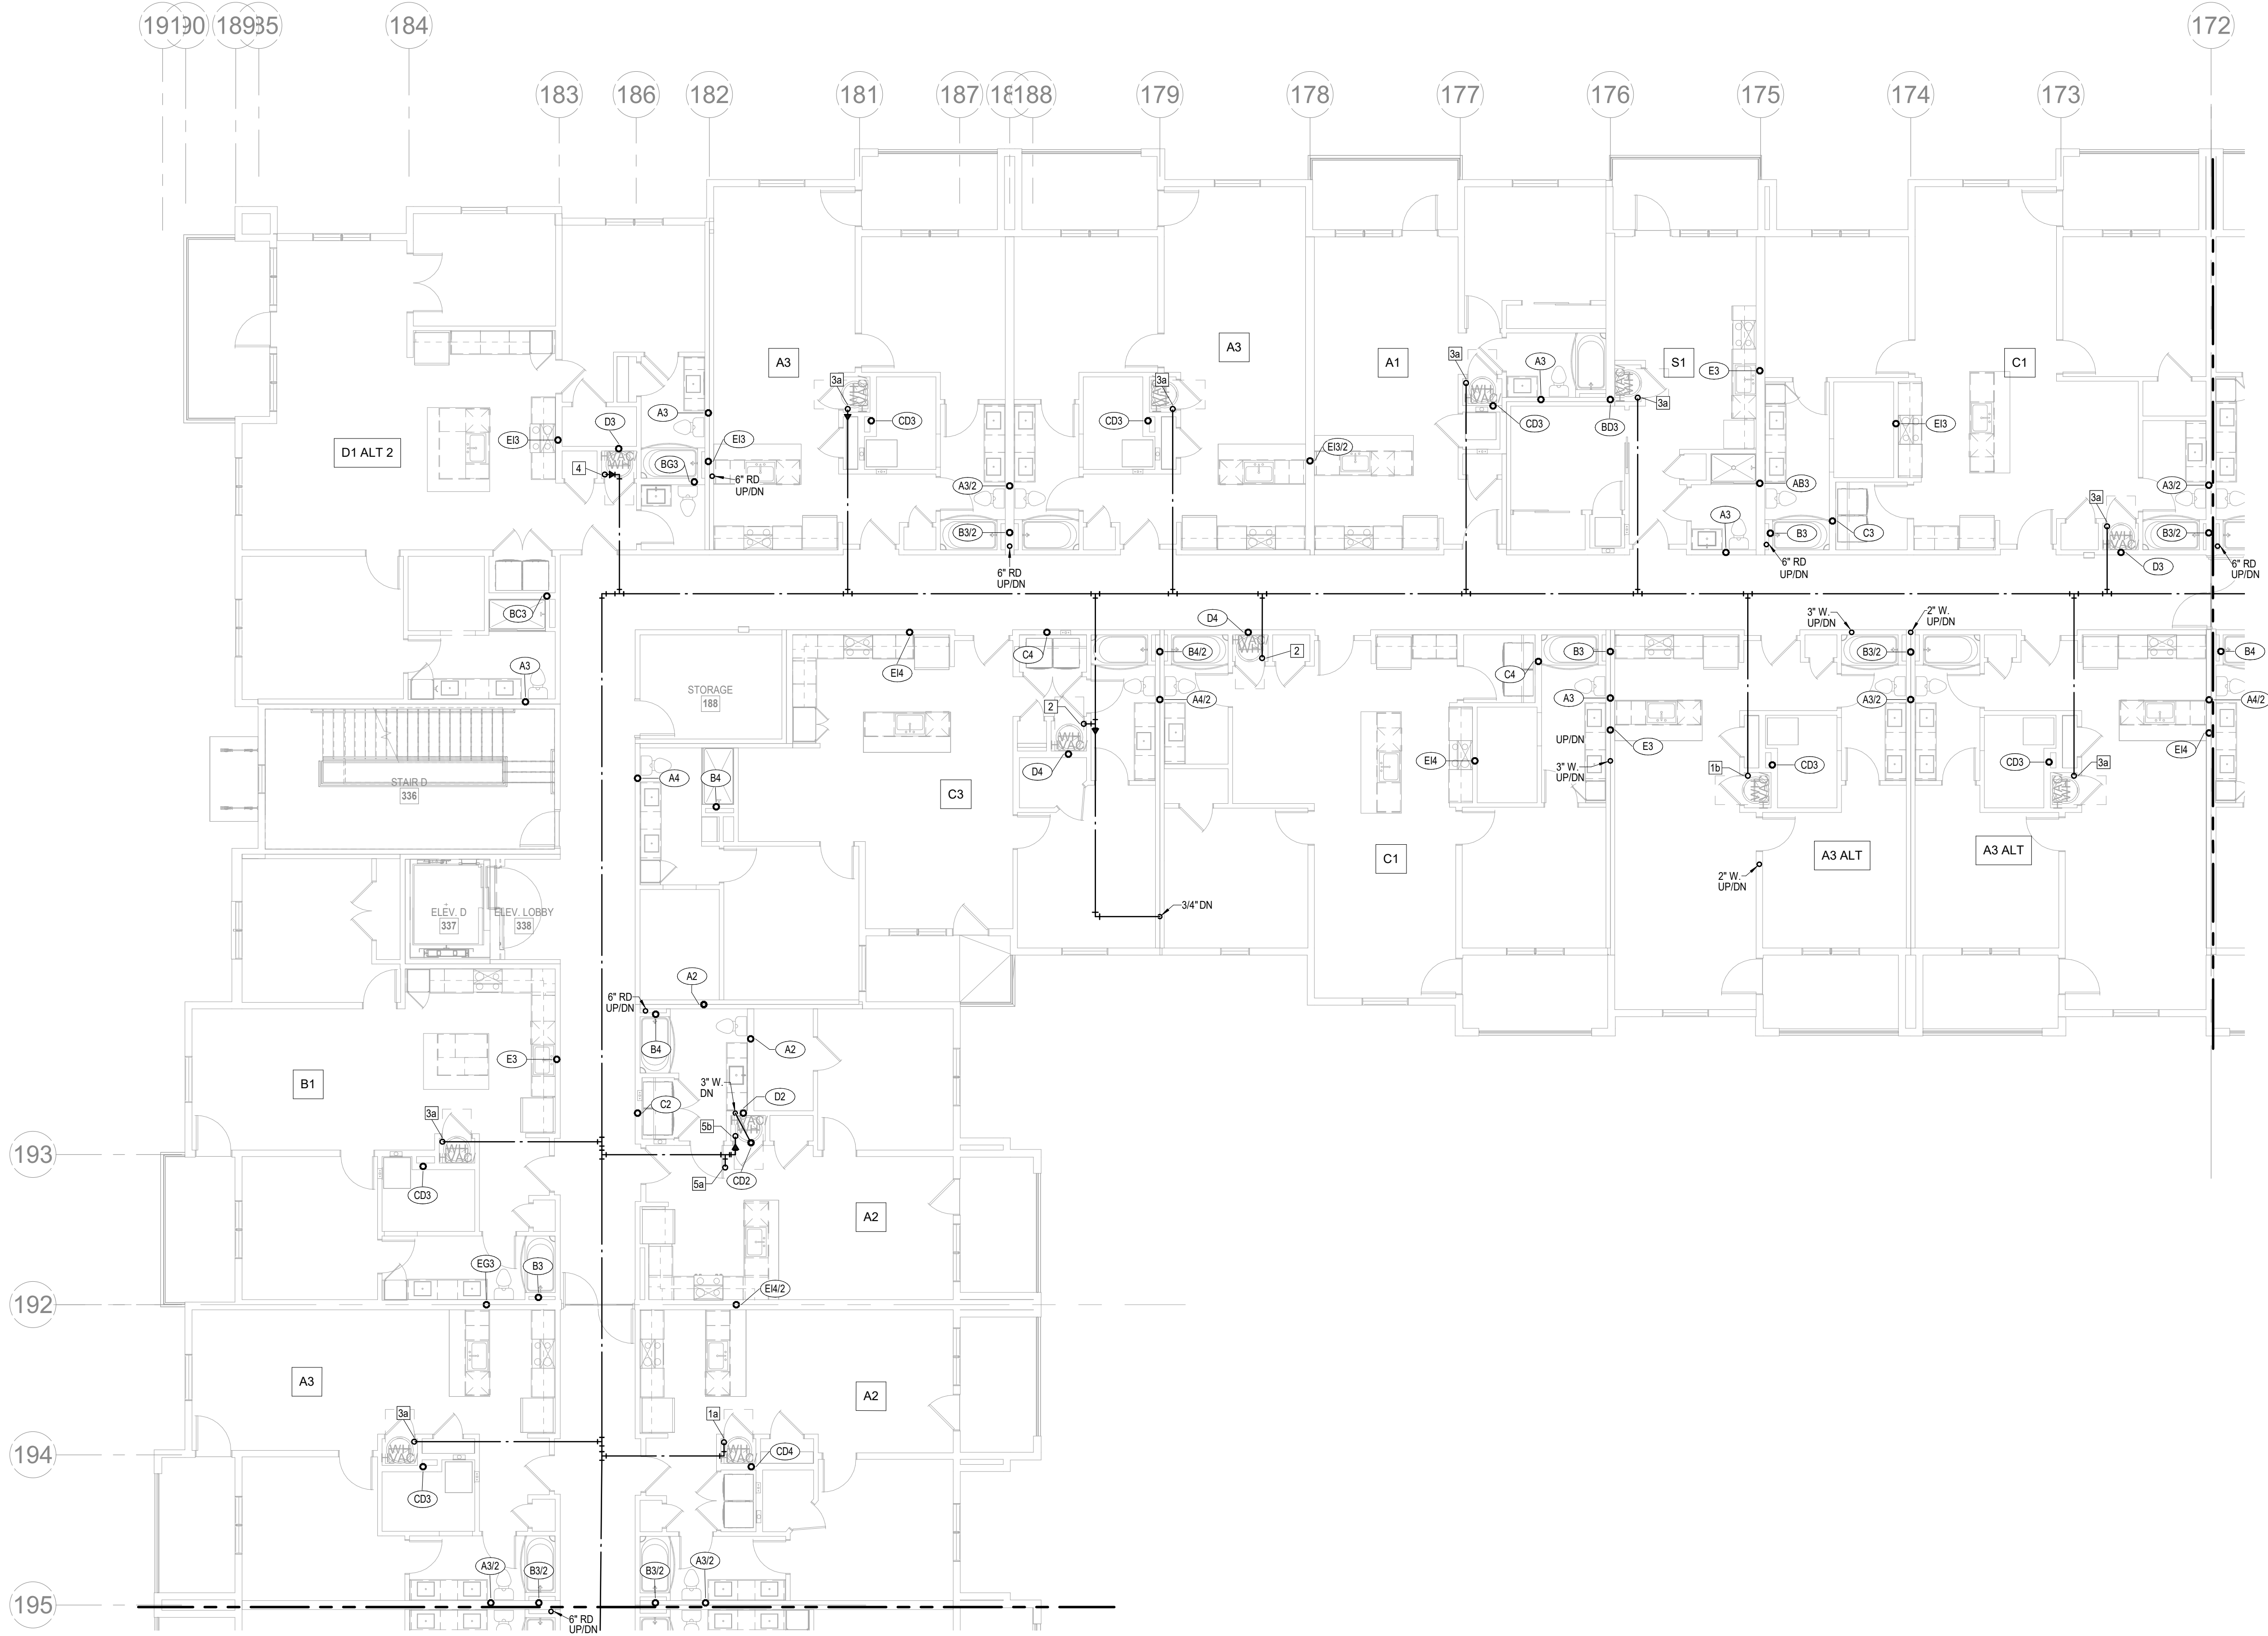 191
190
189
185
184
172
183
186
182
181
187
188
179
178
177
176
175
174
173
A3
A3
A1
S1
C1
D1 ALT 2
3a
3a
3a
A3
E3
3a
A3
CD3
CD3
CD3
BD3
EI3
D3
EI3
EI3
EI3/2
4
BG3
6" RD
UP/DN
A3/2
AB3
A3/2
3a
B3/2
A3
B3
C3
B3/2
6" RD
UP/DN
6" RD
UP/DN
D3
6" RD
UP/DN
WH
HVAC
BC3
3" W.
UP/DN
2" W.
UP/DN
D4
C4
B4/2
2
B3
B3/2
B4
EI4
C4
A3
STORAGE
188
2
A4/2
A3
A3/2
A4/2
UP/DN
E3
EI4
WH
HVAC
STAIR D
336
A4
B4
D4
EI4
3" W.
UP/DN
1b
CD3
CD3
3a
C3
C1
A3 ALT
A3 ALT
2" W.
UP/DN
3/4" DN
ELEV. D
337
ELEV. LOBBY
338
A2
6" RD
UP/DN
B4
A2
E3
B1
3" W.
DN
C2
D2
3a
5b
193
WH
HVAC
CD3
5a
CD2
A2
EG3
B3
EI4/2
192
A3
A2
3a
1a
194
WH
HVAC
CD4
CD3
A3/2
B3/2
B3/2
A3/2
195
6" RD
UP/DN